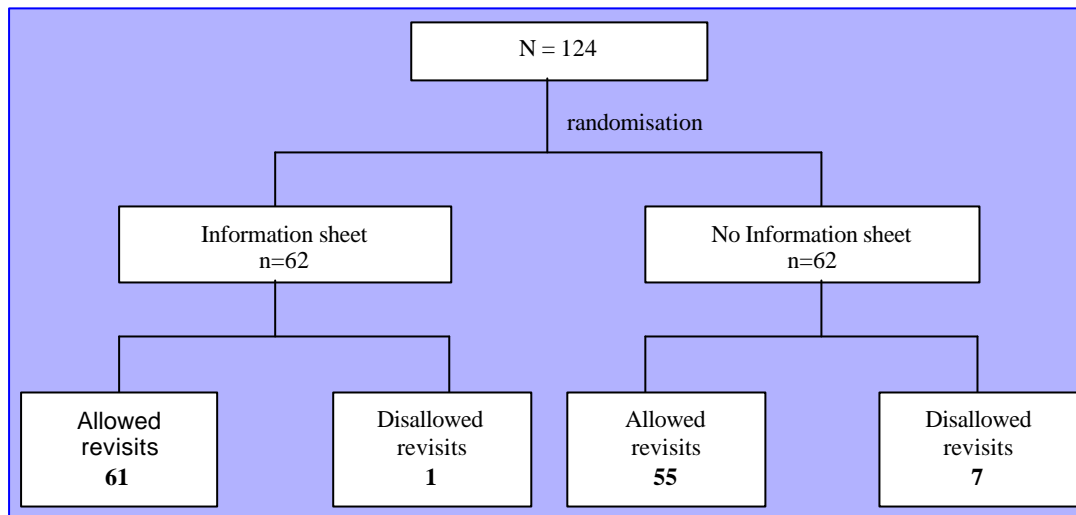 N = 124
randomisation
Information sheet
n=62
No Information sheet
n=62
Allowed
revisits
61
Disallowed
revisits
1
Allowed
revisits
55
Disallowed
revisits
7